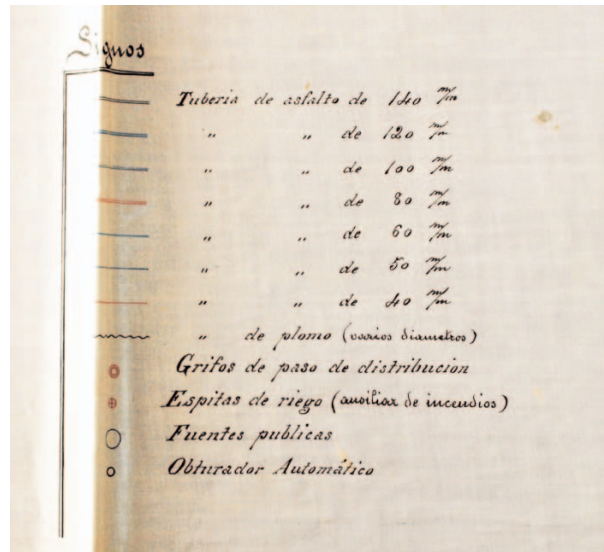 Signos
Tuberia de asfalto de 140 m/m
" " de 120 m/m
" " de 100 m/m
" " de 80 m/m
" " de 60 m/m
" " de 50 m/m
" " de 40 m/m
" de plomo (varios diametros)
Grifos de paso de distribucion
Espitas de riego (auxiliar de incendios)
Fuentes publicas
Obturador Automático